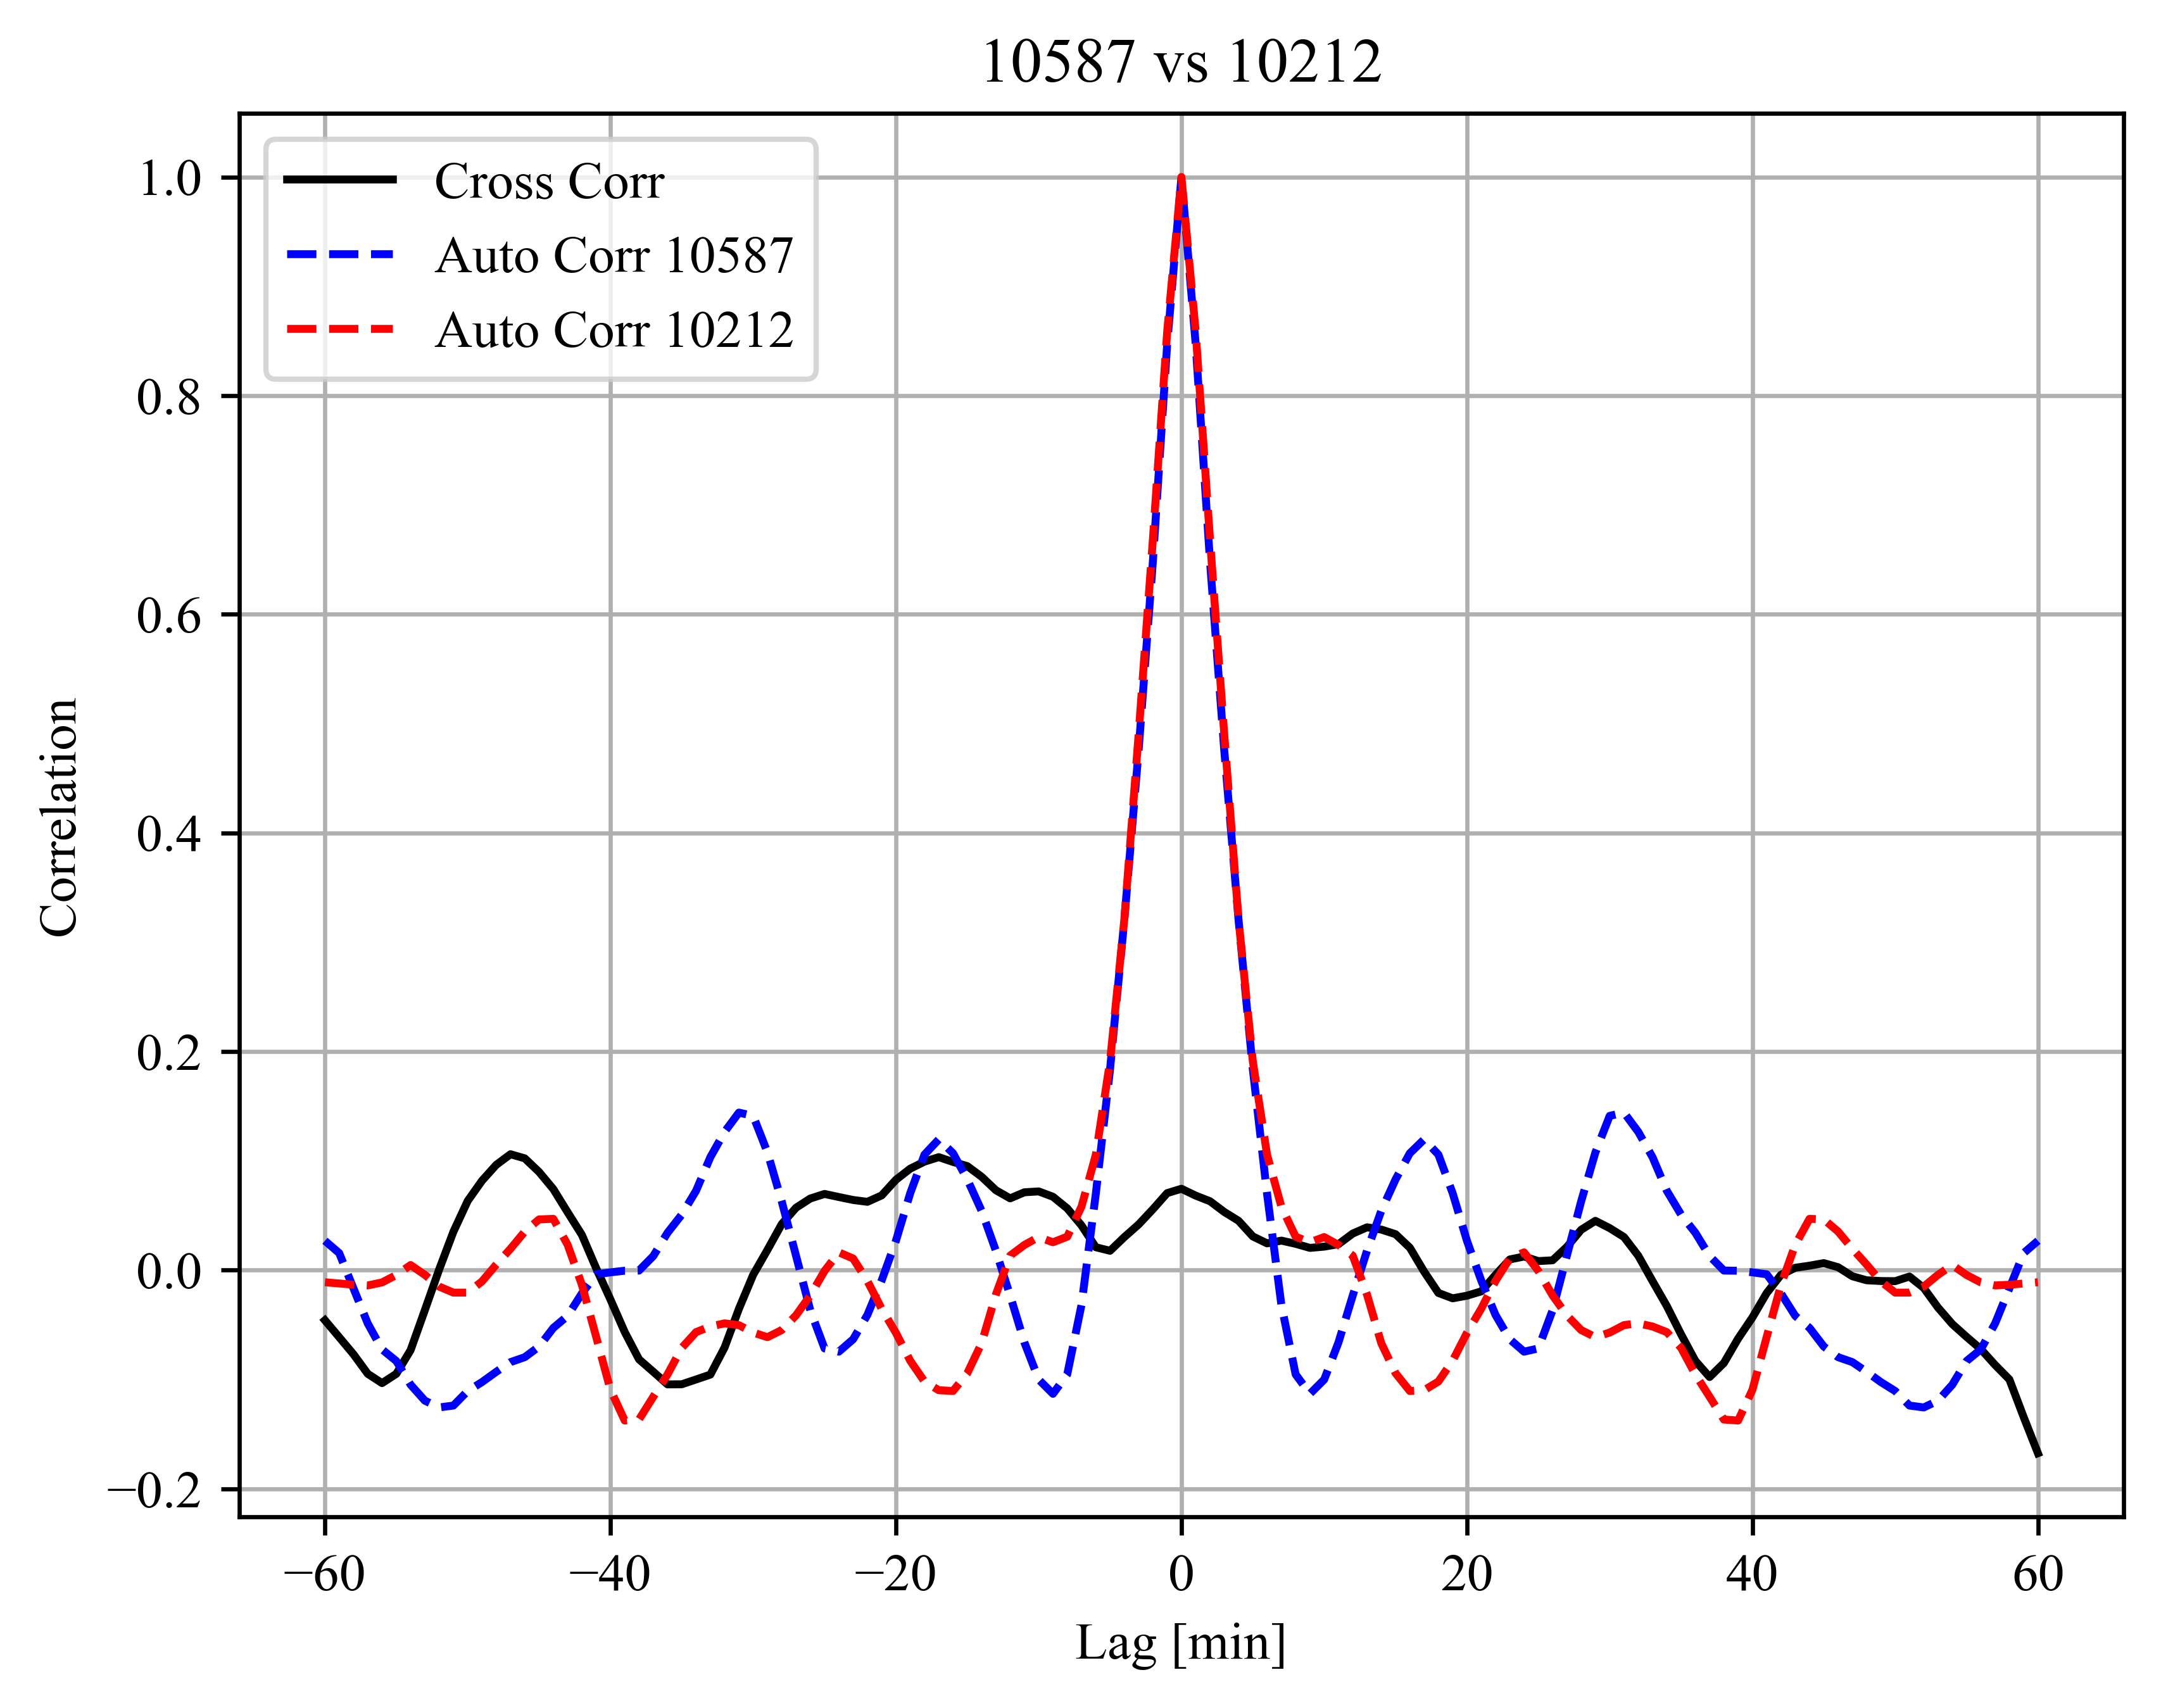 10587 vs 10212
Cross Corr
Auto Corr 10587
Auto Corr 10212
1.0
0.8
0.6
0.4
0.2
0.0
−0.2
Correlation
−60
−40
−20
0
20
40
60
Lag [min]